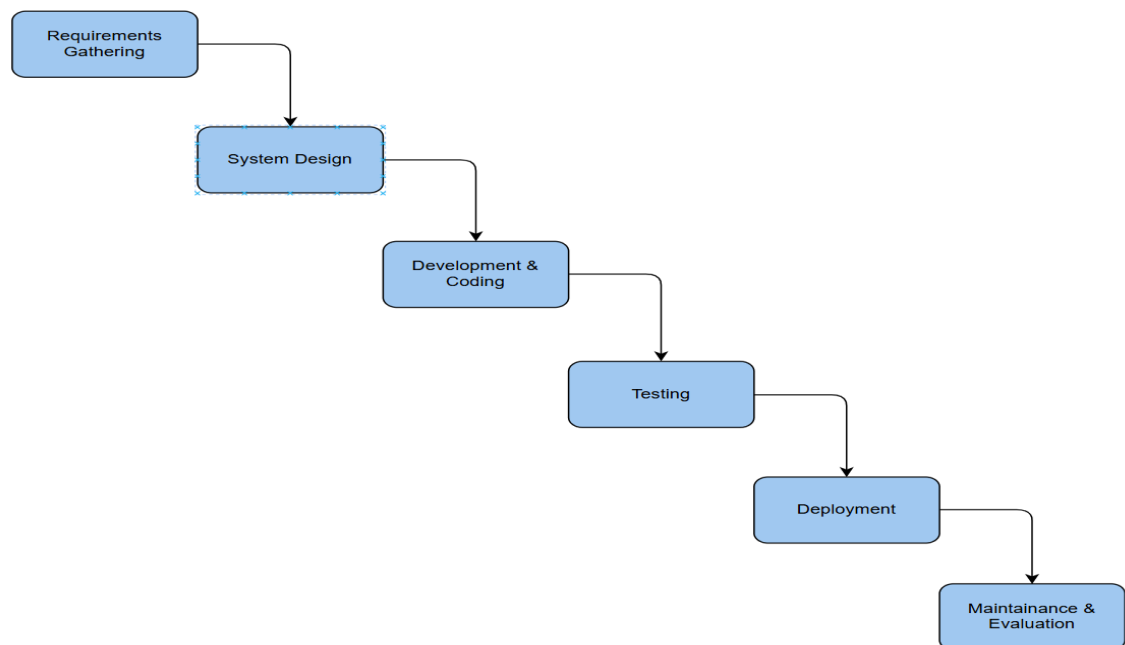 Requirements
Gathering
System Design
Development &
Coding
Testing
Deployment
Maintainance &
Evaluation